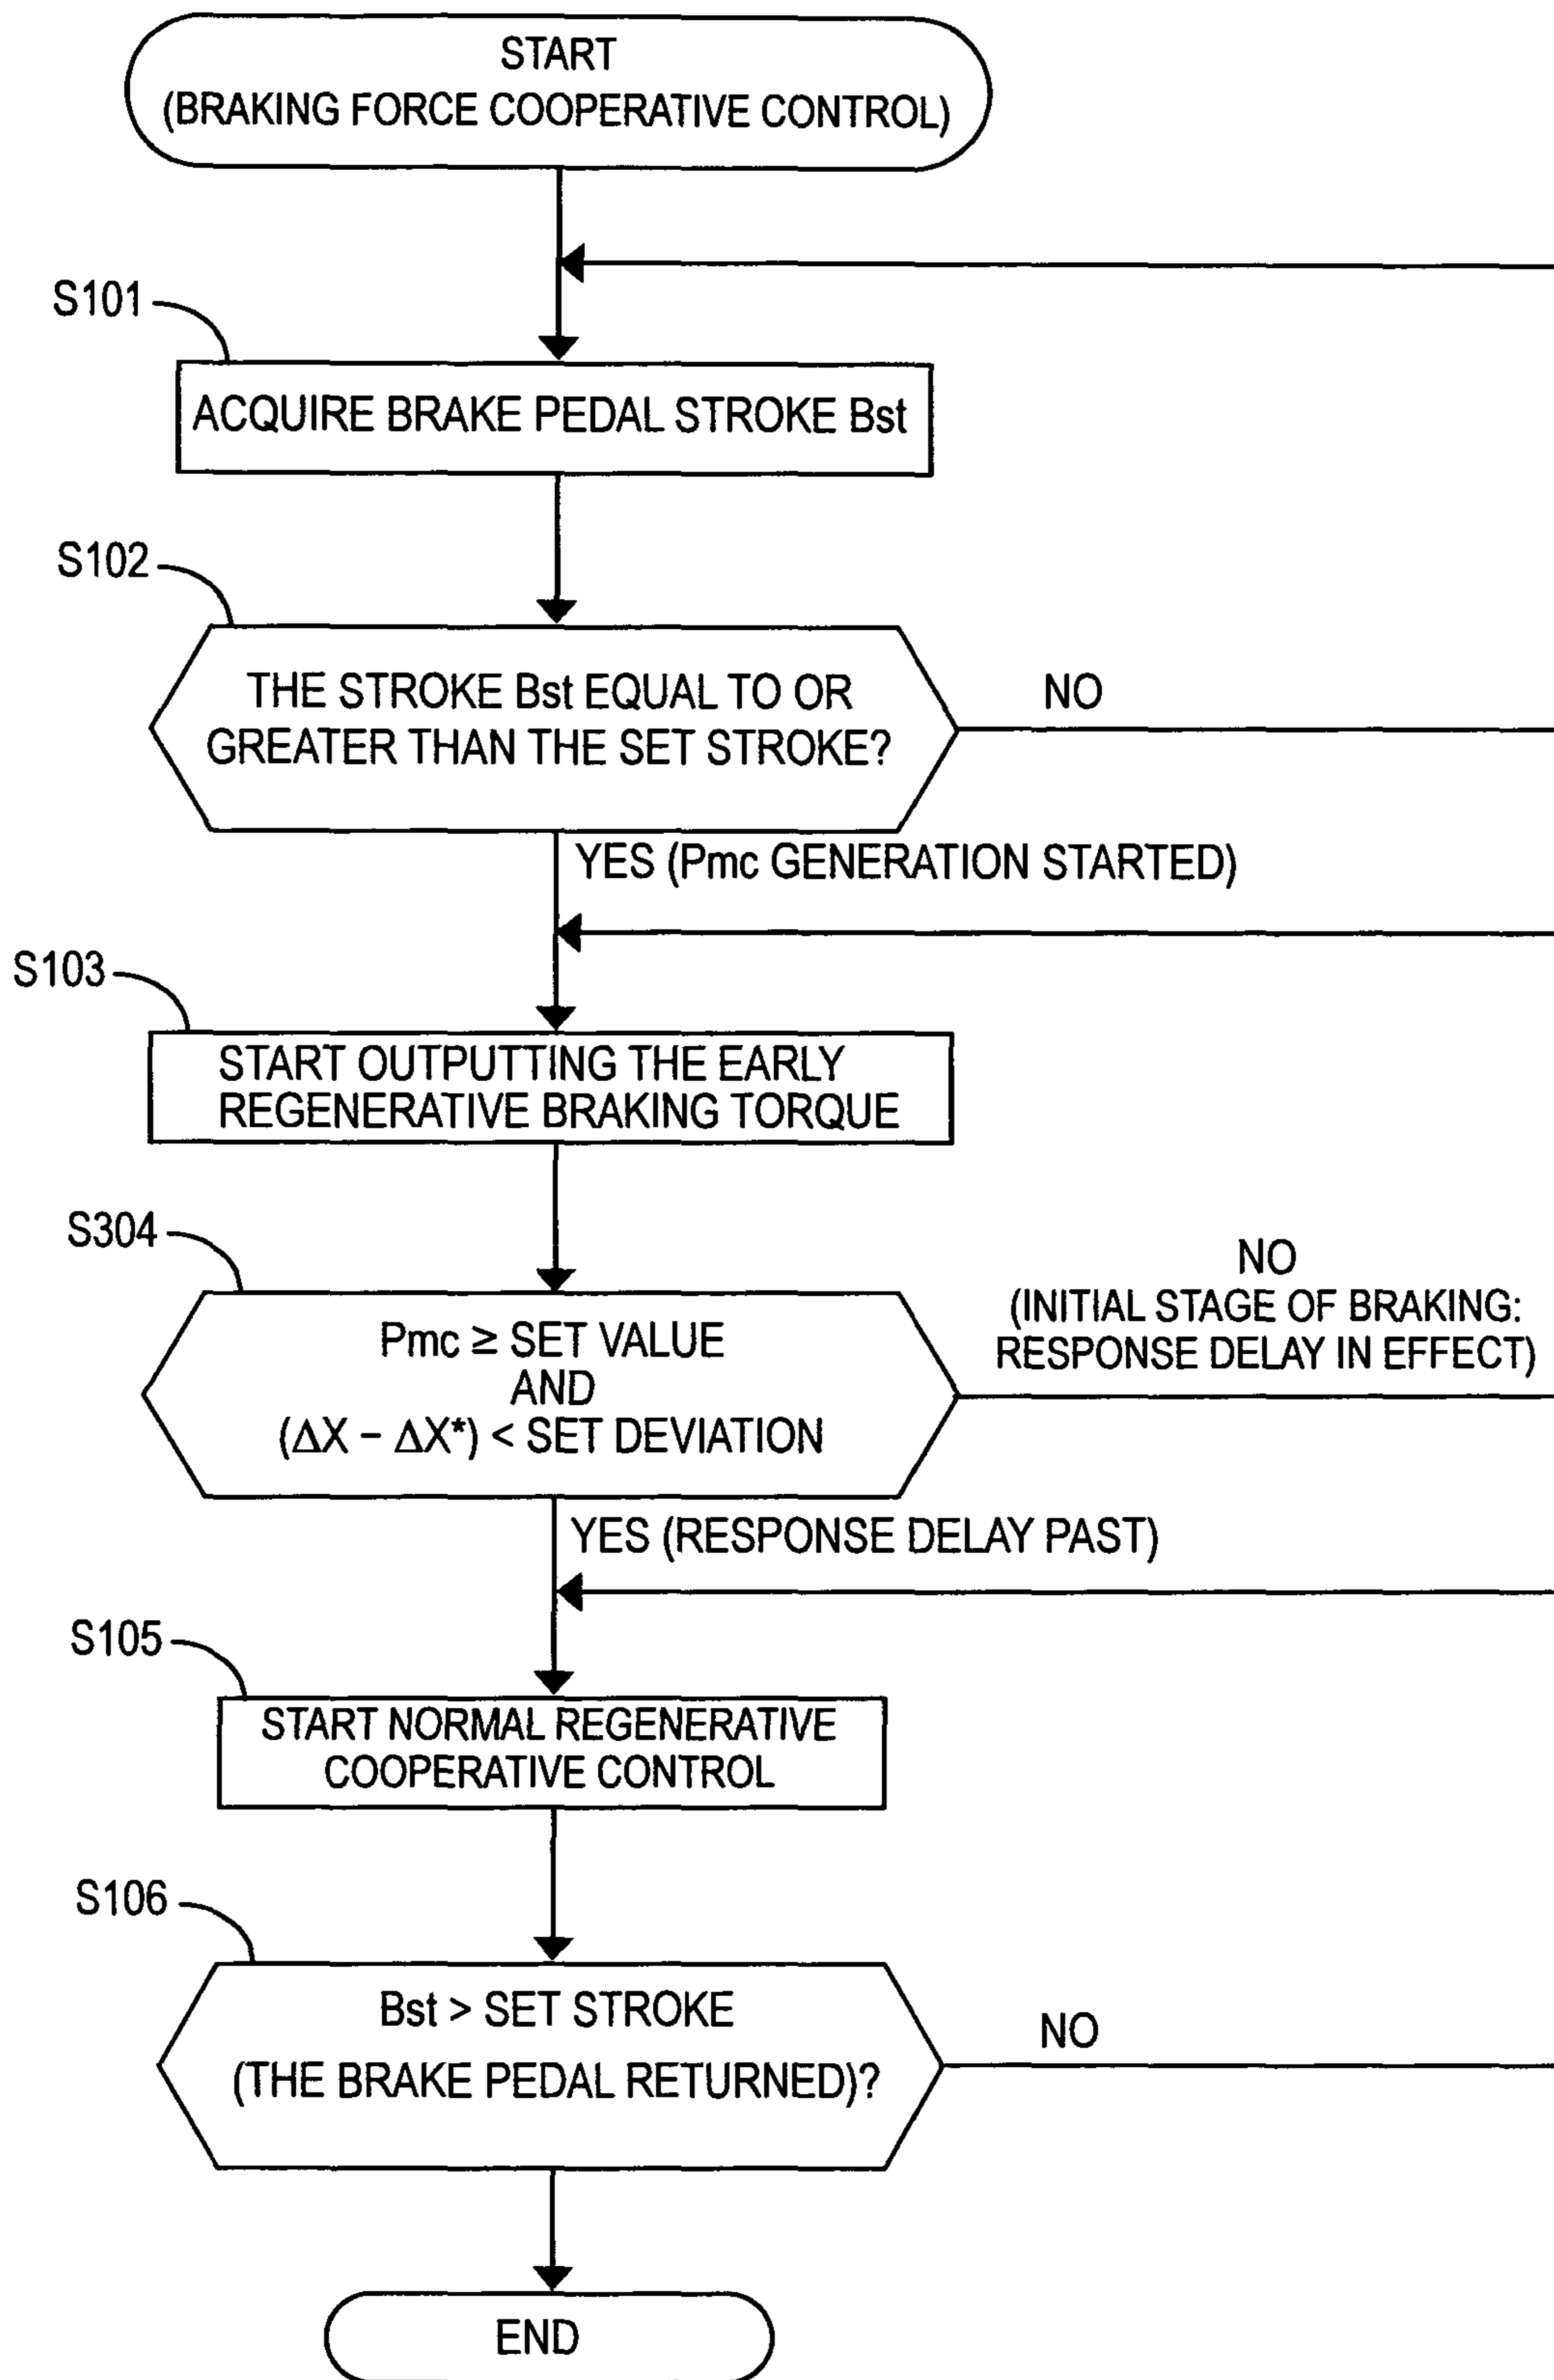 START
(BRAKING FORCE COOPERATIVE CONTROL)
S101
ACQUIRE BRAKE PEDAL STROKE Bst
S102
THE STROKE Bst EQUAL TO OR
GREATER THAN THE SET STROKE?
NO
YES (Pmc GENERATION STARTED)
S103
START OUTPUTTING THE EARLY
REGENERATIVE BRAKING TORQUE
S304
Pmc ≥ SET VALUE
AND
(ΔX − ΔX*) < SET DEVIATION
NO
(INITIAL STAGE OF BRAKING:
RESPONSE DELAY IN EFFECT)
YES (RESPONSE DELAY PAST)
S105
START NORMAL REGENERATIVE
COOPERATIVE CONTROL
S106
Bst > SET STROKE
(THE BRAKE PEDAL RETURNED)?
NO
END